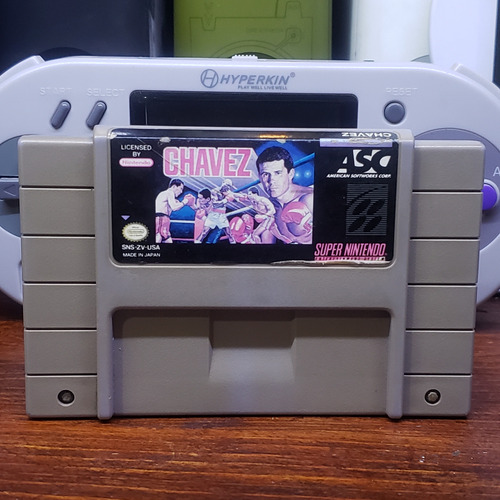 HYPERKIN®
PLAY WELL LIVE WELL
START
SELECT
RESET
A
CHAVEZ
LICENSED
BY
Nintendo
CHAVEZ
ASC
AMERICAN SOFTWORKS CORP.
SNS-ZV-USA
MADE IN JAPAN
SUPER NINTENDO